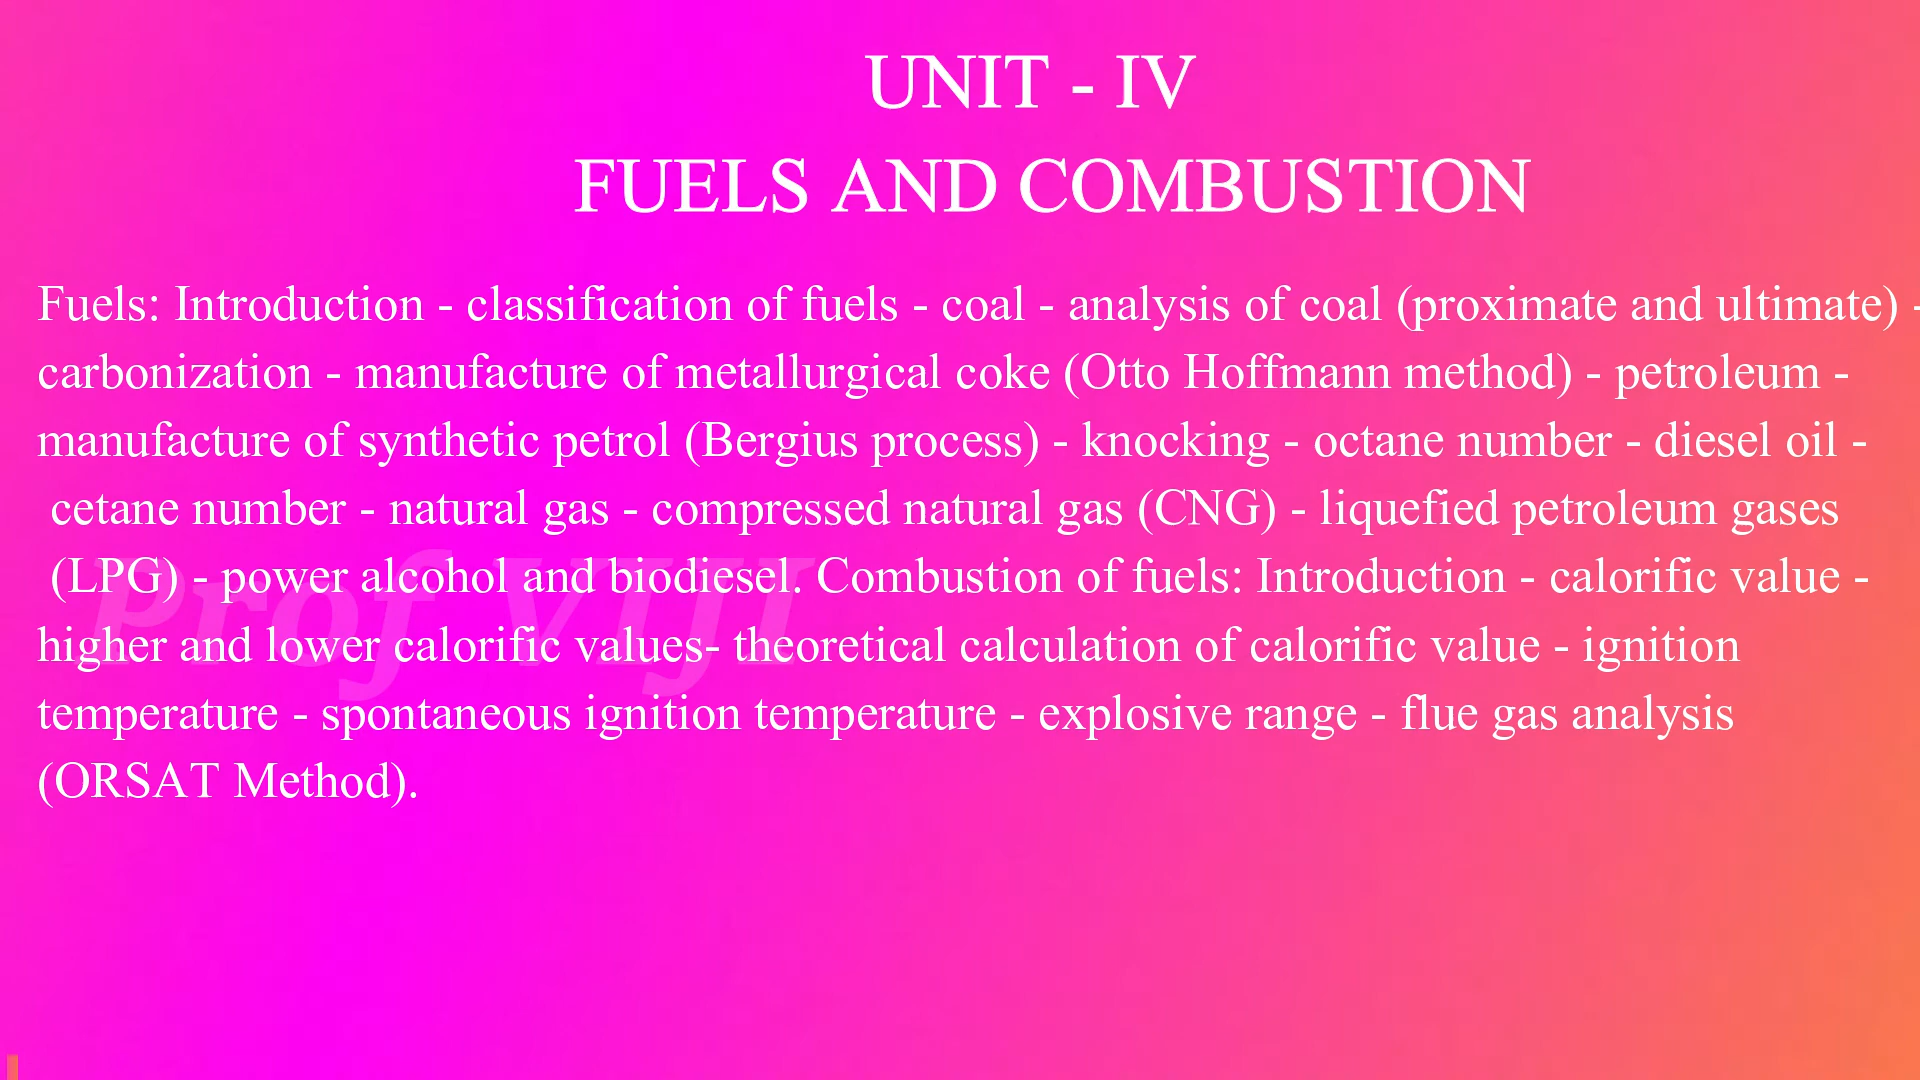 UNIT - IV
FUELS AND COMBUSTION
Fuels: Introduction - classification of fuels - coal - analysis of coal (proximate and ultimate) -
carbonization - manufacture of metallurgical coke (Otto Hoffmann method) - petroleum -
manufacture of synthetic petrol (Bergius process) - knocking - octane number - diesel oil -
cetane number - natural gas - compressed natural gas (CNG) - liquefied petroleum gases
(LPG) - power alcohol and biodiesel. Combustion of fuels: Introduction - calorific value -
Prof VIJI
higher and lower calorific values- theoretical calculation of calorific value - ignition
temperature - spontaneous ignition temperature - explosive range - flue gas analysis
(ORSAT Method).